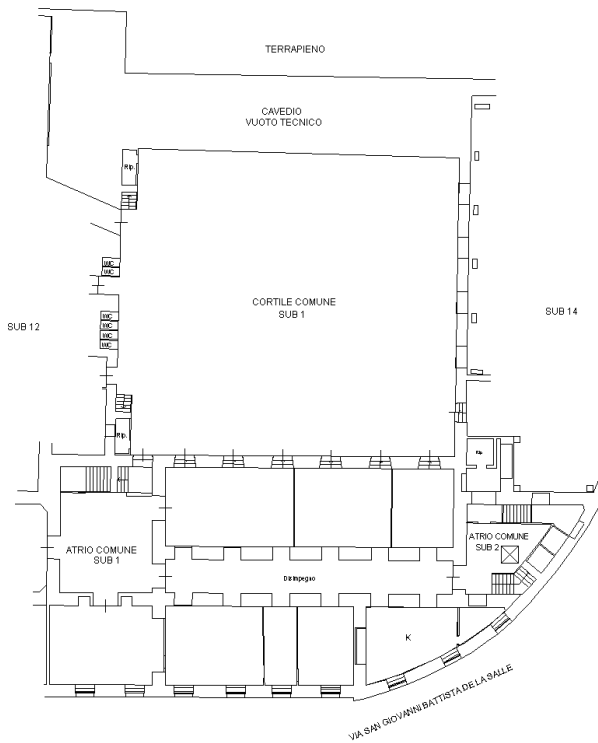 TERRAPIENO
CAVEDIO
VUOTO TECNICO
Rip.
WC
WC
CORTILE COMUNE
SUB 1
SUB 14
SUB 12
WC
WC
WC
WC
Rip.
Rip.
ATRIO COMUNE
SUB 2
ATRIO COMUNE
SUB 1
Disimpegno
K
VIA SAN GIOVANNI BATTISTA DE LA SALLE